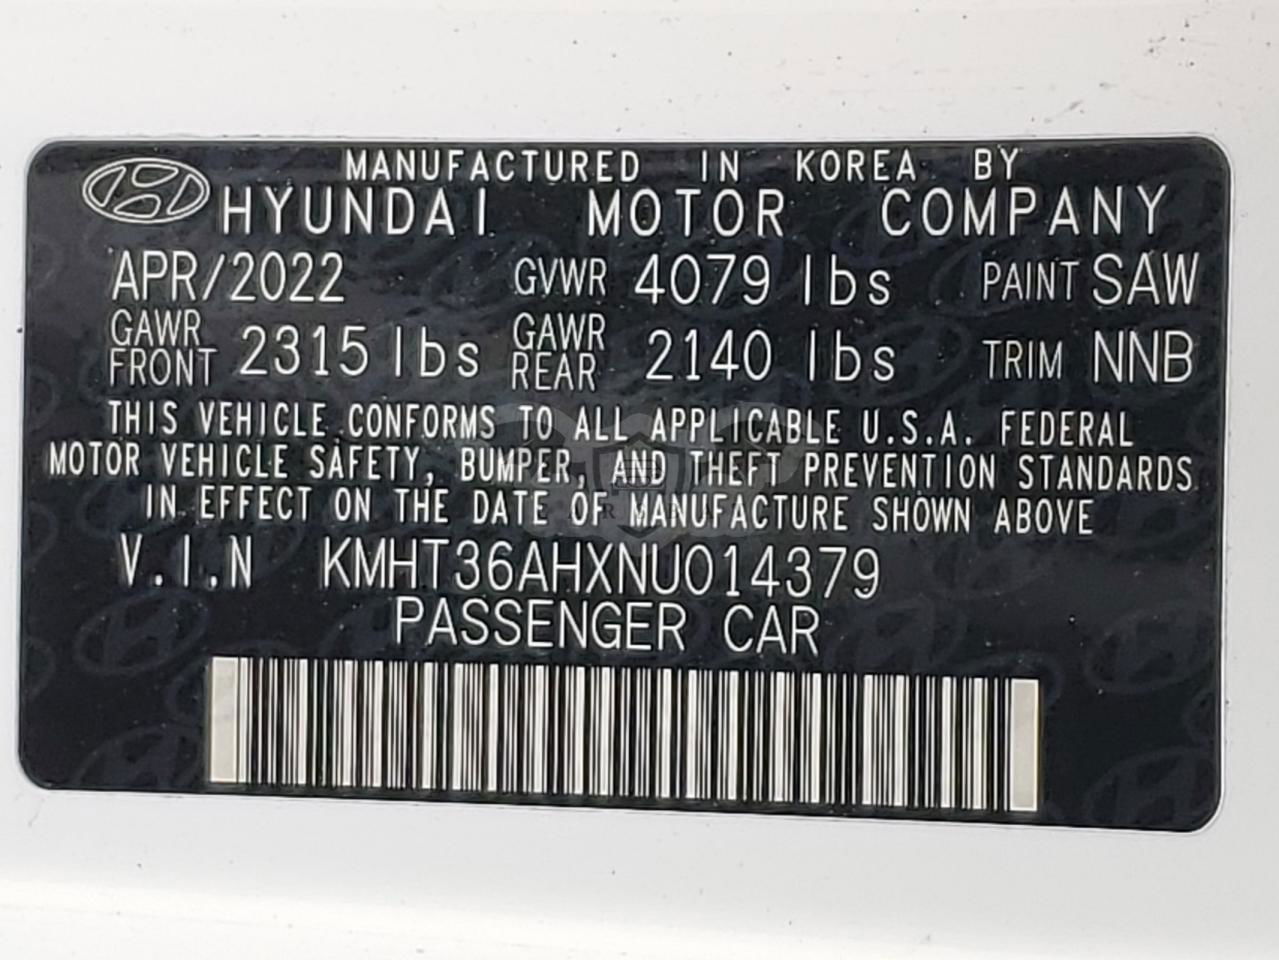 MANUFACTURED IN KOREA BY
HYUNDAI MOTOR COMPANY
APR/2022 GVWR 4079 lbs PAINT SAW
GAWR FRONT 2315 lbs GAWR REAR 2140 lbs TRIM NNB
THIS VEHICLE CONFORMS TO ALL APPLICABLE U.S.A. FEDERAL
MOTOR VEHICLE SAFETY, BUMPER, AND THEFT PREVENTION STANDARDS
IN EFFECT ON THE DATE OF MANUFACTURE SHOWN ABOVE
V.I.N KMHT36AHXNU014379
PASSENGER CAR